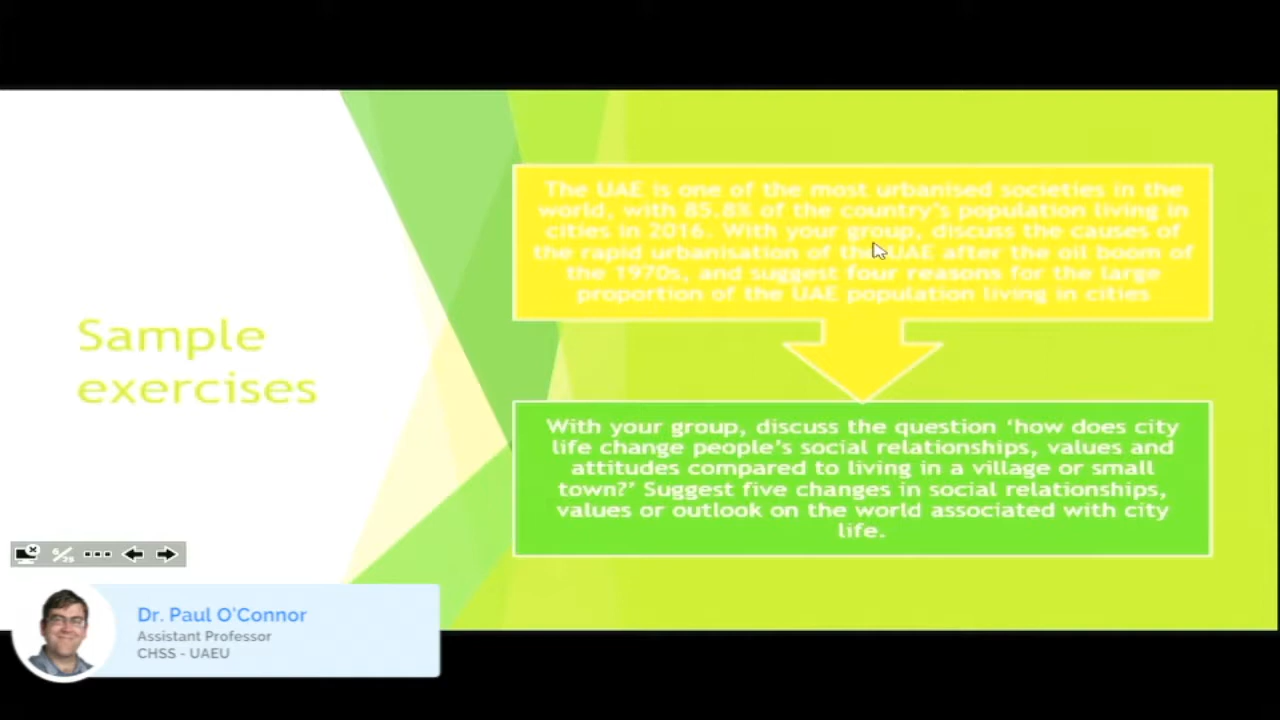 Sample
exercises
The UAE is one of the most urbanised societies in the
world, with 85.8% of the country's population living in
cities in 2016. With your group, discuss the causes of
the rapid urbanisation of the UAE after the oil boom of
the 1970s, and suggest four reasons for the large
proportion of the UAE population living in cities
With your group, discuss the question ‘how does city
life change people's social relationships, values and
attitudes compared to living in a village or small
town?’ Suggest five changes in social relationships,
values or outlook on the world associated with city
life.
Dr. Paul O'Connor
Assistant Professor
CHSS - UAEU